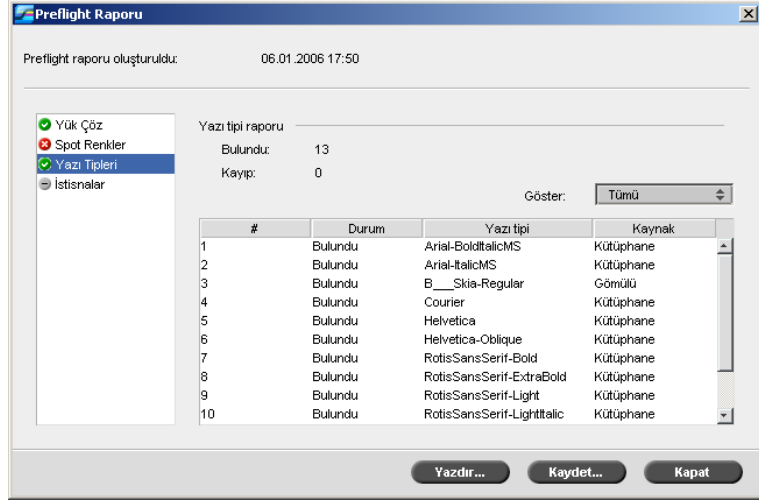 Preflight Raporu
Preflight raporu oluşturuldu: 06.01.2006 17:50
Yük Çöz
Spot Renkler
Yazı Tipleri
İstisnalar
Yazı tipi raporu
Bulundu: 13
Kayıp: 0
Göster: Tümü
# Durum Yazı tipi Kaynak
1 Bulundu Arial-BoldItalicMS Kütüphane
2 Bulundu Arial-ItalicMS Kütüphane
3 Bulundu B___Skia-Regular Gömülü
4 Bulundu Courier Kütüphane
5 Bulundu Helvetica Kütüphane
6 Bulundu Helvetica-Oblique Kütüphane
7 Bulundu RotisSansSerif-Bold Kütüphane
8 Bulundu RotisSansSerif-ExtraBold Kütüphane
9 Bulundu RotisSansSerif-Light Kütüphane
10 Bulundu RotisSansSerif-LightItalic Kütüphane
Yazdır... Kaydet... Kapat